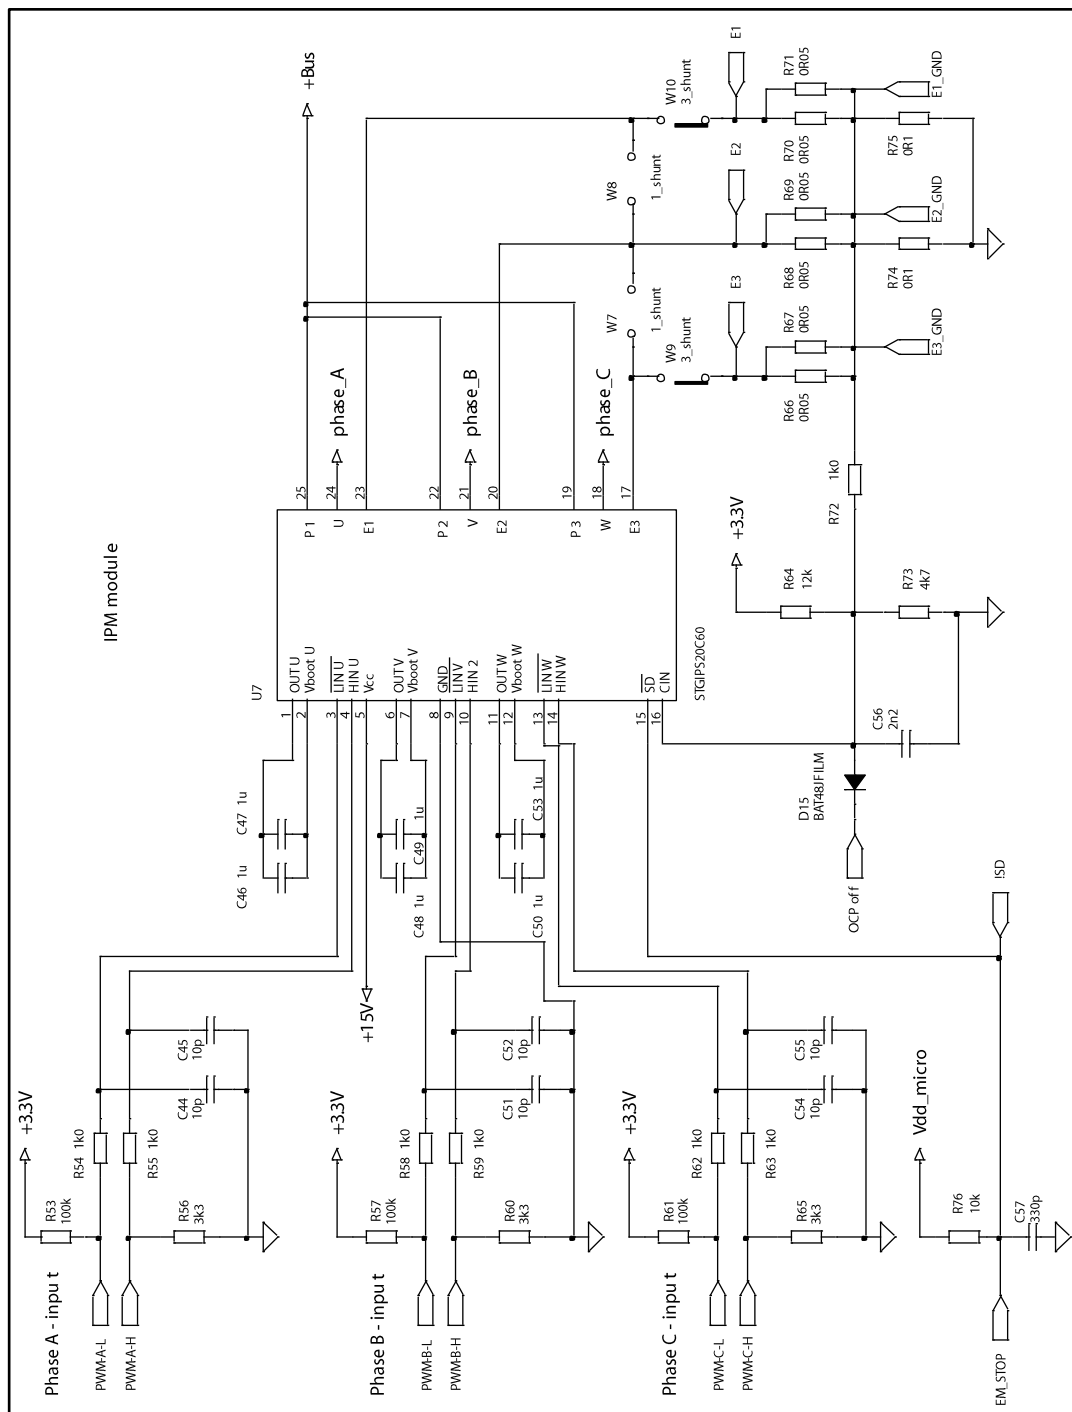 IPM module
+Bus
phase_A
phase_B
phase_C
E1
E2
E3
W10
3_shunt
W8
1_shunt
W7
1_shunt
W9
3_shunt
R71
0R05
R70
0R05
R69
0R05
R68
0R05
R67
0R05
R66
0R05
E1_GND
R75
0R1
E2_GND
R74
0R1
E3_GND
R72
1k0
+3.3V
R64
12k
R73
4k7
C56
2n2
D15
BAT48JFILM
OCP off
U7
STGIPS20C60
25
24
23
22
21
20
19
18
17
P1
U
E1
P2
V
E2
P3
W
E3
OUT U
Vboot U
LIN U
HIN U
Vcc
OUT V
Vboot V
GND
LIN V
HIN 2
OUT W
Vboot W
LIN W
HIN W
SD
CIN
1
2
3
4
5
6
7
8
9
10
11
12
13
14
15
16
C47 1u
C46 1u
C49 1u
C48 1u
C53 1u
C50 1u
+15V
!SD
Phase A - input
+3.3V
R53
100k
R54 1k0
R55 1k0
R56
3k3
C45
10p
C44
10p
PWM-A-L
PWM-A-H
Phase B - input
+3.3V
R57
100k
R58 1k0
R59 1k0
R60
3k3
C52
10p
C51
10p
PWM-B-L
PWM-B-H
Phase C - input
+3.3V
R61
100k
R62 1k0
R63 1k0
R65
3k3
C55
10p
C54
10p
PWM-C-L
PWM-C-H
Vdd_micro
R76
10k
C57
330p
EM_STOP